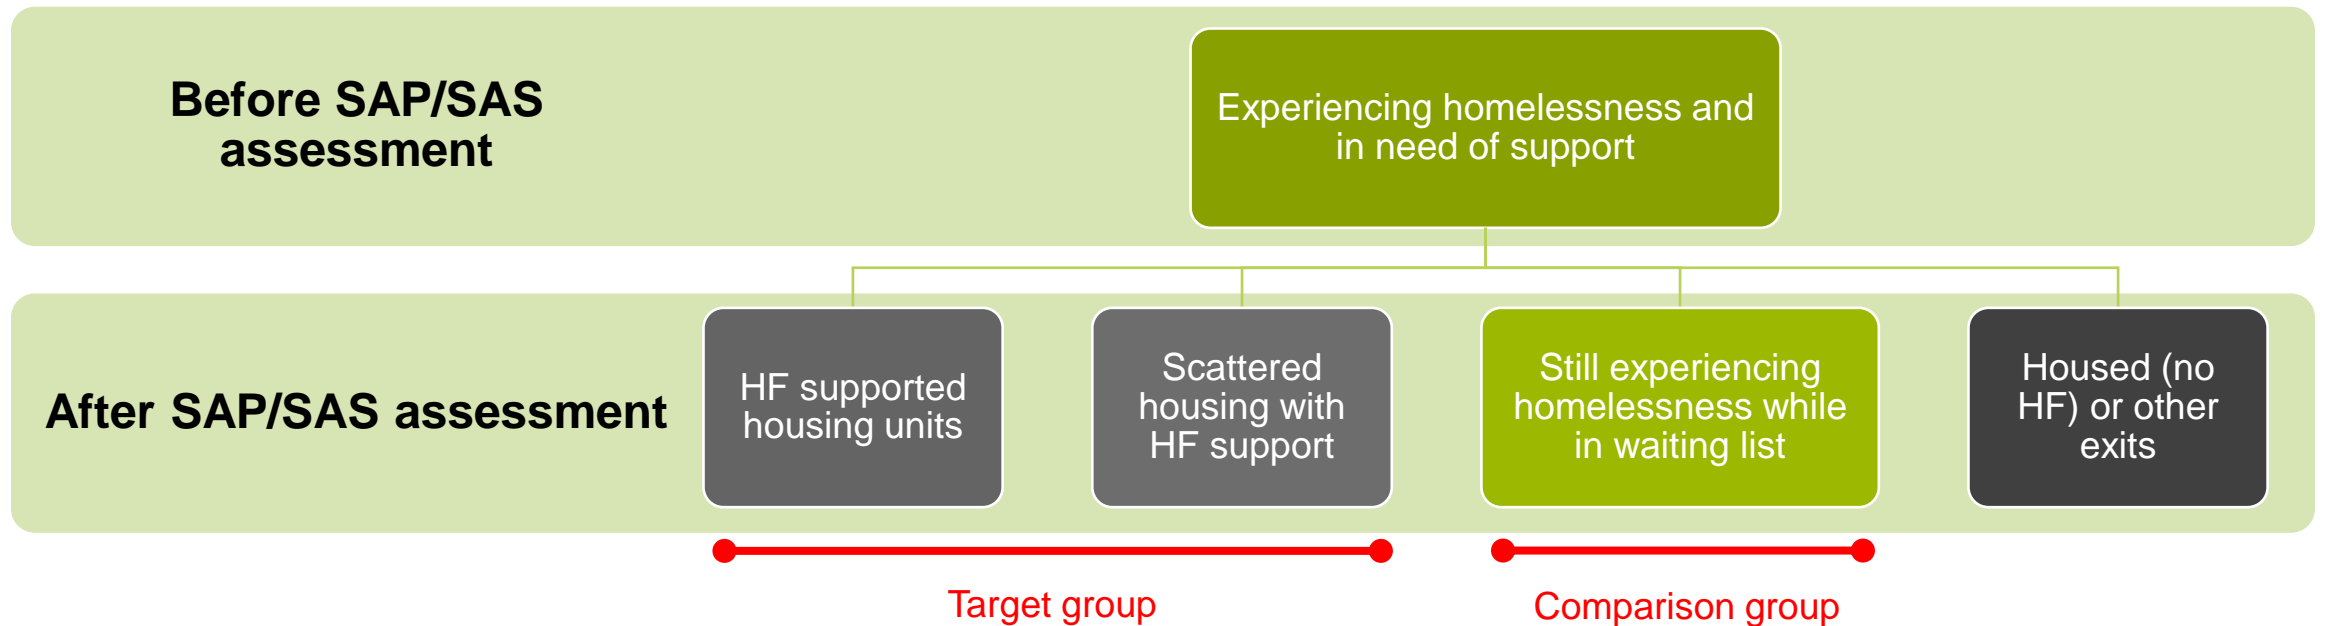 Before SAP/SAS
assessment
Experiencing homelessness and
in need of support
After SAP/SAS assessment
HF supported
housing units
Scattered
housing with
HF support
Still experiencing
homelessness while
in waiting list
Housed (no
HF) or other
exits
Target group
Comparison group